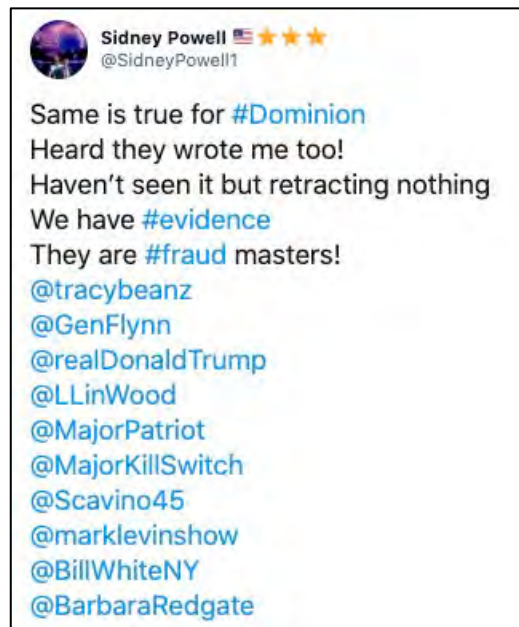 Sidney Powell 🇺🇸⭐⭐⭐
@SidneyPowell1
Same is true for #Dominion
Heard they wrote me too!
Haven't seen it but retracting nothing
We have #evidence
They are #fraud masters!
@tracybeanz
@GenFlynn
@realDonaldTrump
@LLinWood
@MajorPatriot
@MajorKillSwitch
@Scavino45
@marklevinshow
@BillWhiteNY
@BarbaraRedgate